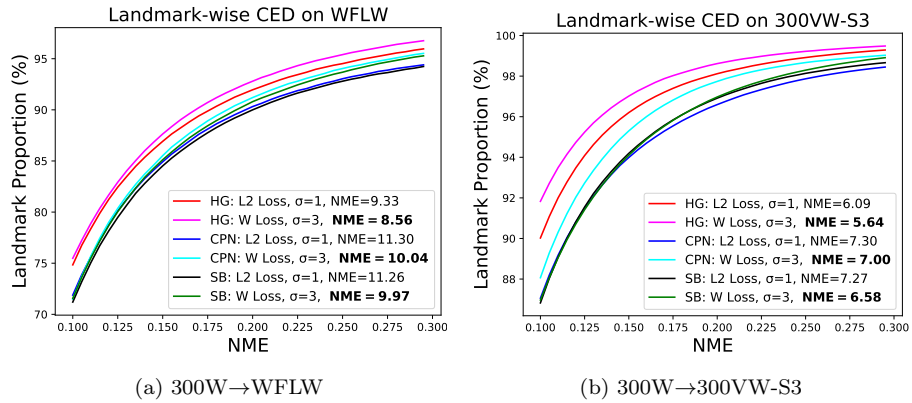 Landmark-wise CED on WFLW
Landmark Proportion (%)
95
90
85
80
75
70
HG: L2 Loss, σ=1, NME=9.33
HG: W Loss, σ=3, NME=8.56
CPN: L2 Loss, σ=1, NME=11.30
CPN: W Loss, σ=3, NME=10.04
SB: L2 Loss, σ=1, NME=11.26
SB: W Loss, σ=3, NME=9.97
0.100 0.125 0.150 0.175 0.200 0.225 0.250 0.275 0.300
NME
(a) 300W→WFLW
Landmark-wise CED on 300VW-S3
Landmark Proportion (%)
100
98
96
94
92
90
88
HG: L2 Loss, σ=1, NME=6.09
HG: W Loss, σ=3, NME=5.64
CPN: L2 Loss, σ=1, NME=7.30
CPN: W Loss, σ=3, NME=7.00
SB: L2 Loss, σ=1, NME=7.27
SB: W Loss, σ=3, NME=6.58
0.100 0.125 0.150 0.175 0.200 0.225 0.250 0.275 0.300
NME
(b) 300W→300VW-S3